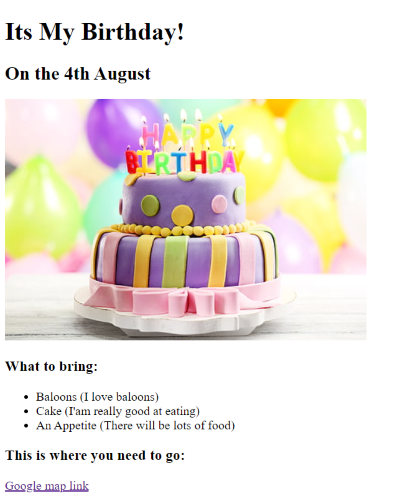 Its My Birthday!
On the 4th August
HAPPY
BIRTHDAY
What to bring:
Baloons (I love baloons)
Cake (I'am really good at eating)
An Appetite (There will be lots of food)
This is where you need to go:
Google map link